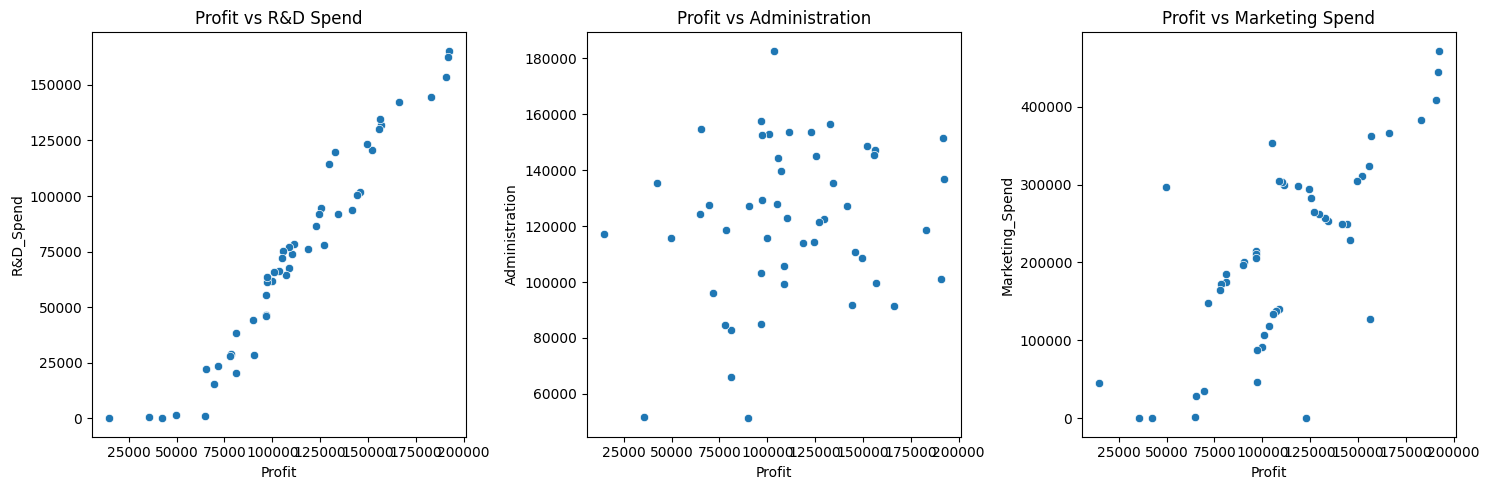 Profit vs R&D Spend
150000
125000
100000
75000
50000
25000
0
R&D_Spend
25000 50000 75000 100000 125000 150000 175000 200000
Profit
Profit vs Administration
180000
160000
140000
120000
100000
80000
60000
Administration
25000 50000 75000 100000 125000 150000 175000 200000
Profit
Profit vs Marketing Spend
400000
300000
200000
100000
0
Marketing_Spend
25000 50000 75000 100000 125000 150000 175000 200000
Profit